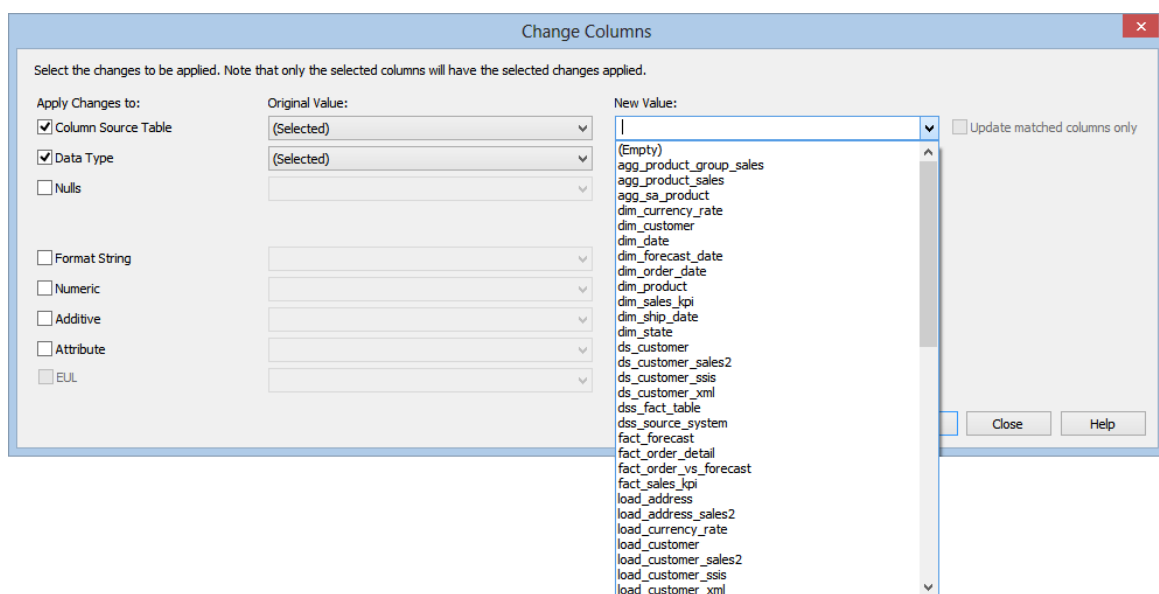 Change Columns
Select the changes to be applied. Note that only the selected columns will have the selected changes applied.
Apply Changes to: Original Value: New Value:
Column Source Table (Selected) Update matched columns only
Data Type (Selected)
Nulls
Format String
Numeric
Additive
Attribute
EUL
(Empty)
agg_product_group_sales
agg_product_sales
agg_sa_product
dim_currency_rate
dim_customer
dim_date
dim_forecast_date
dim_order_date
dim_product
dim_sales_kpi
dim_ship_date
dim_state
ds_customer
ds_customer_sales2
ds_customer_ssis
ds_customer_xml
dss_fact_table
dss_source_system
fact_forecast
fact_order_detail
fact_order_vs_forecast
fact_sales_kpi
load_address
load_address_sales2
load_currency_rate
load_customer
load_customer_sales2
load_customer_ssis
load_customer_xml
Close Help